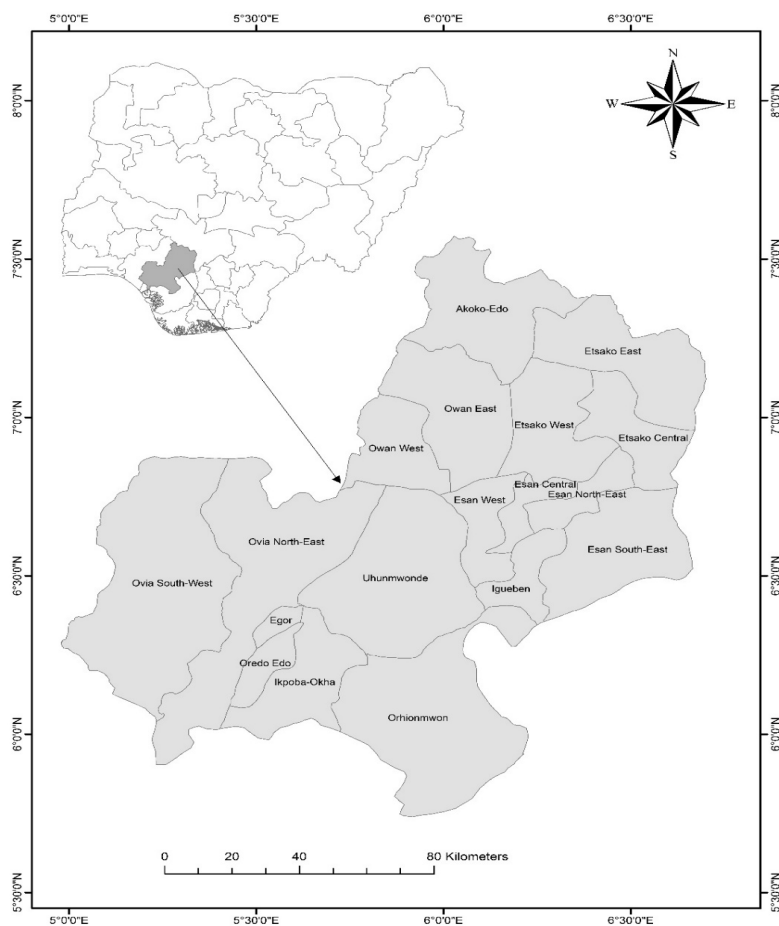 5°0'0"E 5°30'0"E 6°0'0"E 6°30'0"E
8°0'0"N
8°0'0"N
N
W
E
S
7°30'0"N
7°30'0"N
Akoko-Edo
Etsako East
Owan East
7°0'0"N
7°0'0"N
Etsako West
Etsako Central
Owan West
Esan Central
Esan West
Esan North-East
Ovia North-East
Esan South-East
6°30'0"N
6°30'0"N
Ovia South-West
Uhunmwonde
Igueben
Egor
Oredo Edo
Ikpoba-Okha
Orhionmwon
6°0'0"N
6°0'0"N
0 20 40 80 Kilometers
5°30'0"N
5°30'0"N
5°0'0"E 5°30'0"E 6°0'0"E 6°30'0"E